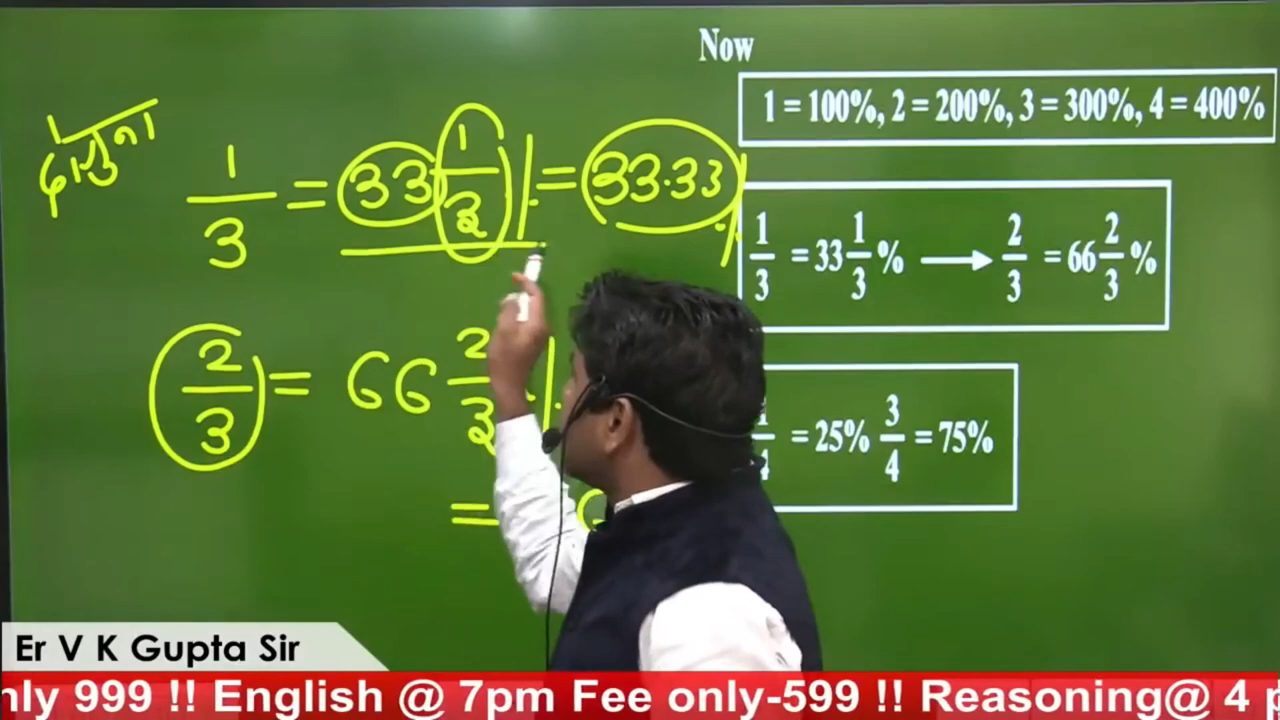 Now
1 = 100%, 2 = 200%, 3 = 300%, 4 = 400%
1/3 = 33 1/3 % = 33.33 %
1/3 = 33 1/3 % → 2/3 = 66 2/3 %
2/3 = 66 2/3 %
= 25% 3/4 = 75%
=
Er V K Gupta Sir
nly 999 !! English @ 7pm Fee only-599 !! Reasoning@ 4 p